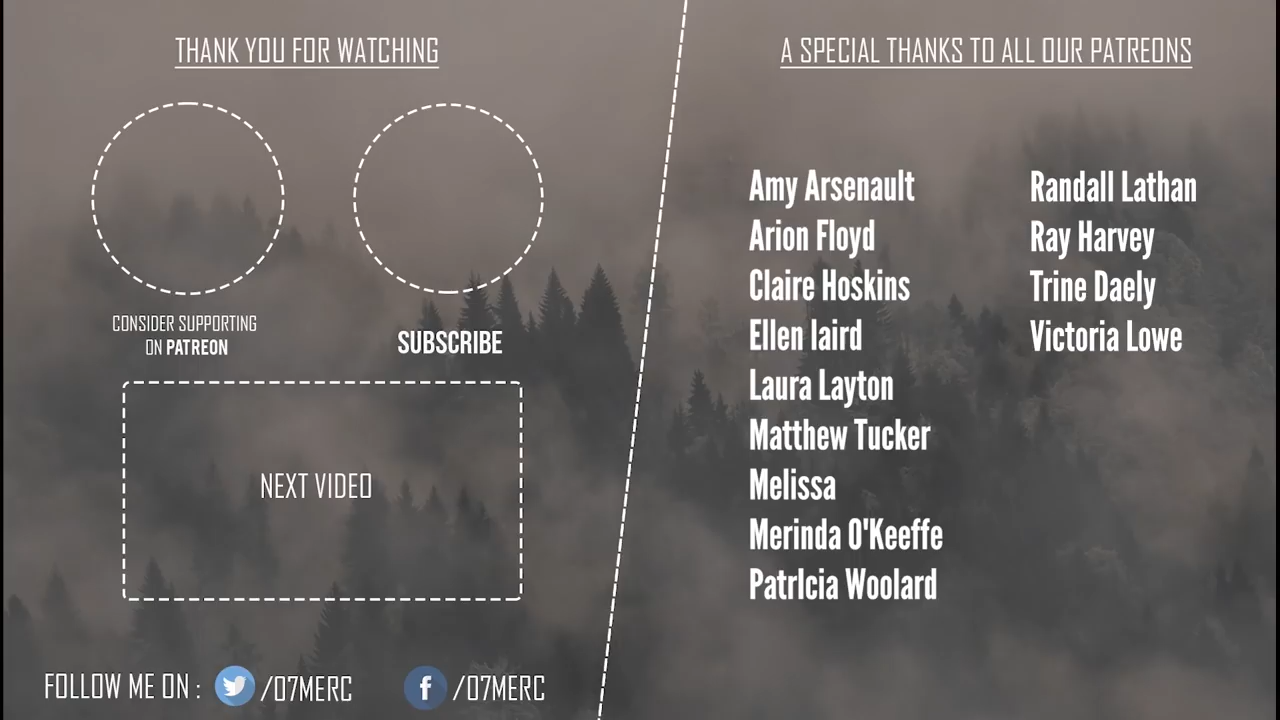 THANK YOU FOR WATCHING
CONSIDER SUPPORTING
ON PATREON
SUBSCRIBE
NEXT VIDEO
FOLLOW ME ON : /07MERC /07MERC
A SPECIAL THANKS TO ALL OUR PATREONS
Amy Arsenault
Arion Floyd
Claire Hoskins
Ellen laird
Laura Layton
Matthew Tucker
Melissa
Merinda O'Keeffe
PatrIcia Woolard
Randall Lathan
Ray Harvey
Trine Daely
Victoria Lowe